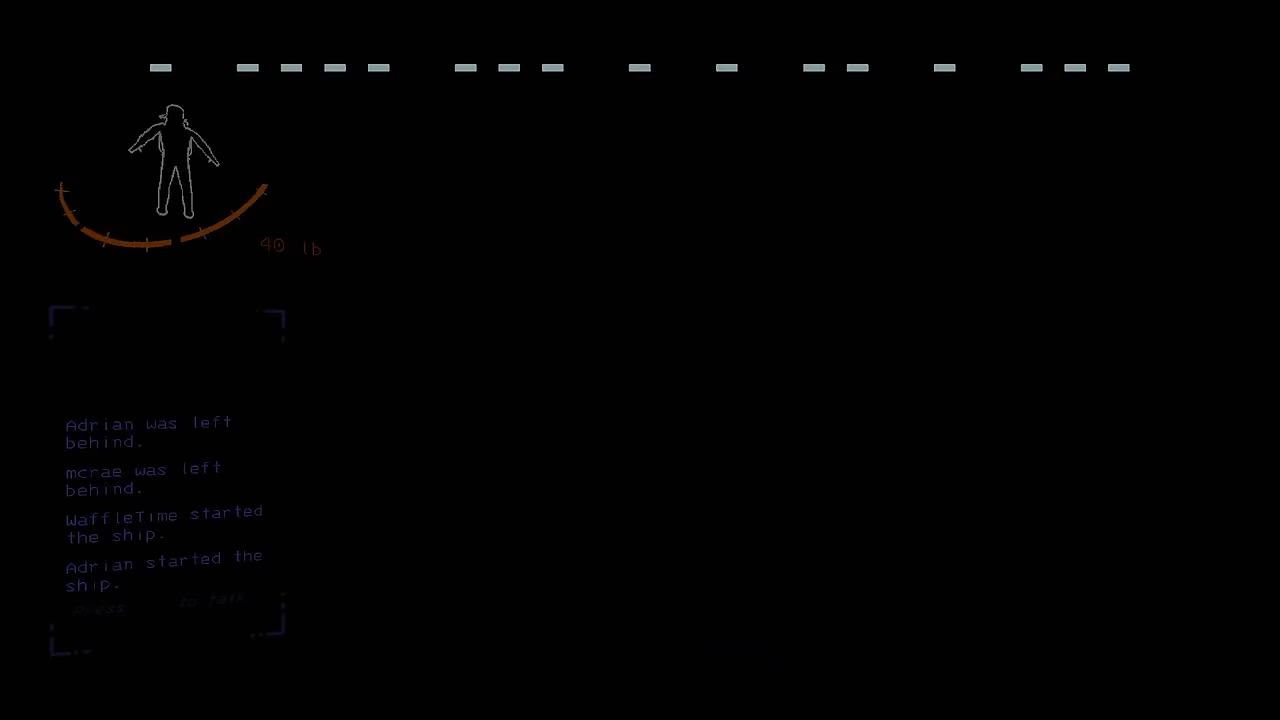 40 lb
Adrian was left
behind.
mcrae was left
behind.
WaffleTime started
the ship.
Adrian started the
ship.
Press to talk